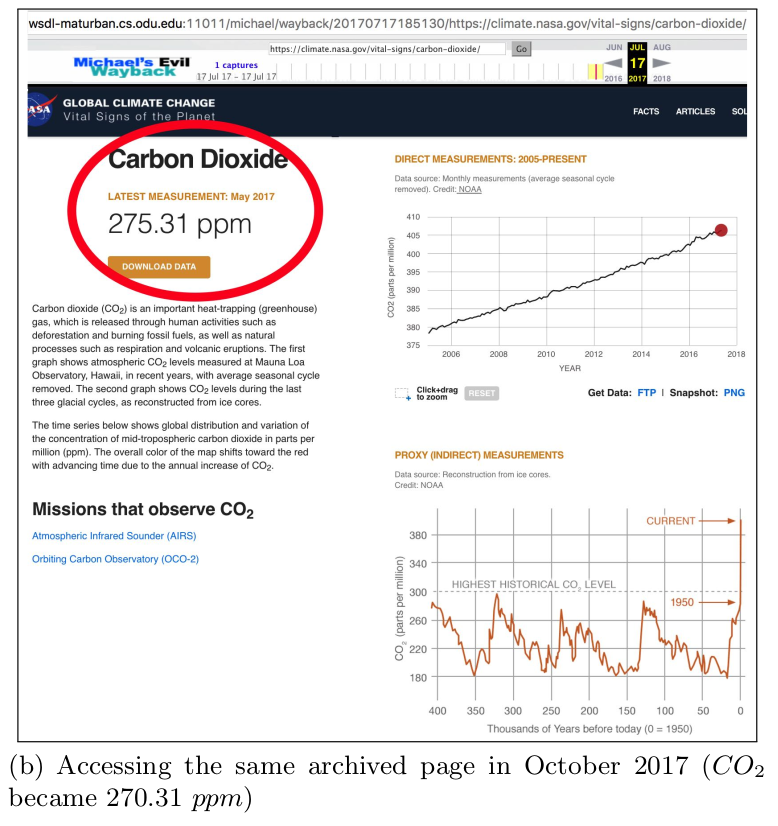 wsdl-maturban.cs.odu.edu:11011/michael/wayback/20170717185130/https://climate.nasa.gov/vital-signs/carbon-dioxide/
https://climate.nasa.gov/vital-signs/carbon-dioxide/ Go JUN JUL AUG
Michael's Evil
Wayback
1 captures
17 Jul 17 - 17 Jul 17
17
2016 2017 2018
NASA
GLOBAL CLIMATE CHANGE
Vital Signs of the Planet
FACTS ARTICLES SOL
Carbon Dioxide
LATEST MEASUREMENT: May 2017
275.31 ppm
DOWNLOAD DATA
Carbon dioxide (CO₂) is an important heat-trapping (greenhouse)
gas, which is released through human activities such as
deforestation and burning fossil fuels, as well as natural
processes such as respiration and volcanic eruptions. The first
graph shows atmospheric CO₂ levels measured at Mauna Loa
Observatory, Hawaii, in recent years, with average seasonal cycle
removed. The second graph shows CO₂ levels during the last
three glacial cycles, as reconstructed from ice cores.
The time series below shows global distribution and variation of
the concentration of mid-tropospheric carbon dioxide in parts per
million (ppm). The overall color of the map shifts toward the red
with advancing time due to the annual increase of CO₂.
Missions that observe CO₂
Atmospheric Infrared Sounder (AIRS)
Orbiting Carbon Observatory (OCO-2)
DIRECT MEASUREMENTS: 2005-PRESENT
Data source: Monthly measurements (average seasonal cycle
removed). Credit: NOAA
CO2 (parts per million)
410
405
400
395
390
385
380
375
2006 2008 2010 2012 2014 2016 2018
YEAR
Click+drag
to zoom
RESET
Get Data: FTP | Snapshot: PNG
PROXY (INDIRECT) MEASUREMENTS
Data source: Reconstruction from ice cores.
Credit: NOAA
CO₂ (parts per million)
CURRENT
380
340
HIGHEST HISTORICAL CO₂ LEVEL
300
1950
260
220
180
400 350 300 250 200 150 100 50 0
Thousands of Years before today (0 = 1950)
(b) Accessing the same archived page in October 2017 (CO₂
became 270.31 ppm)